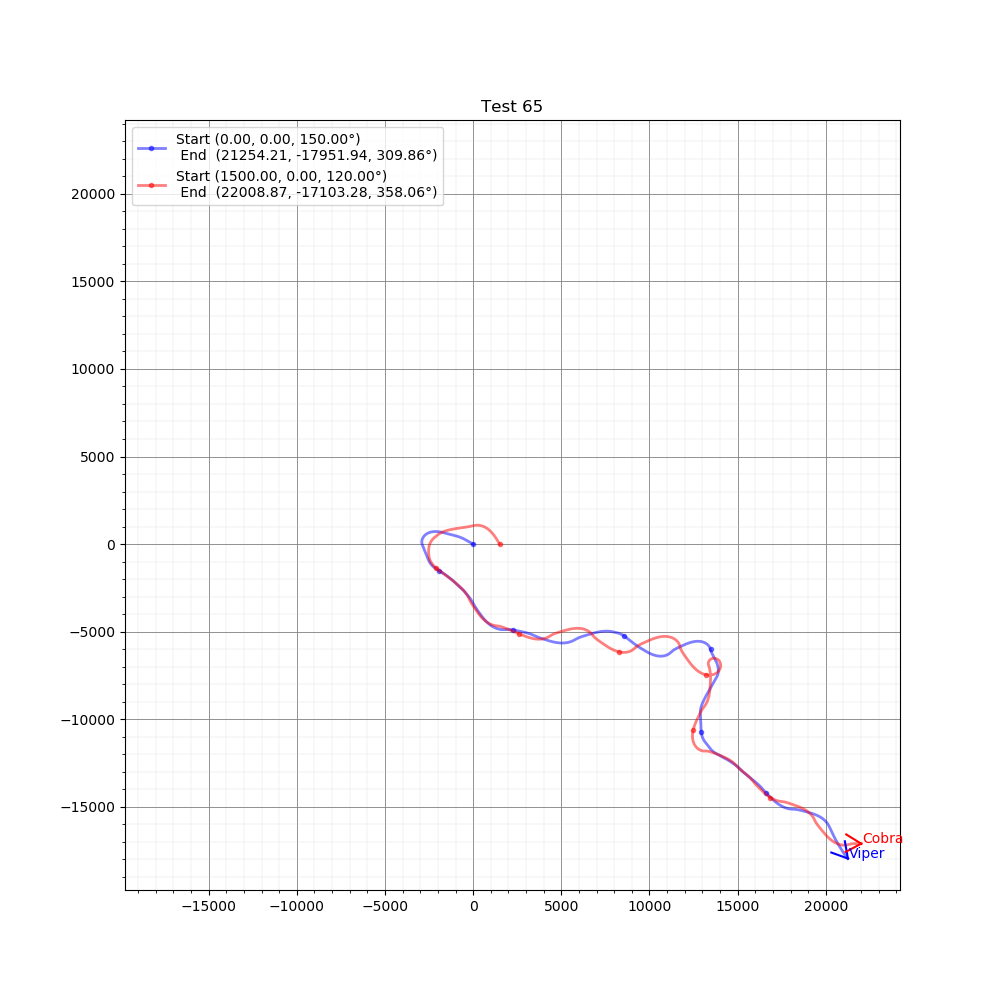 Test 65
Start (0.00, 0.00, 150.00°)
End (21254.21, -17951.94, 309.86°)
Start (1500.00, 0.00, 120.00°)
End (22008.87, -17103.28, 358.06°)
20000
15000
10000
5000
0
−5000
−10000
−15000
Cobra
Viper
−15000 −10000 −5000 0 5000 10000 15000 20000